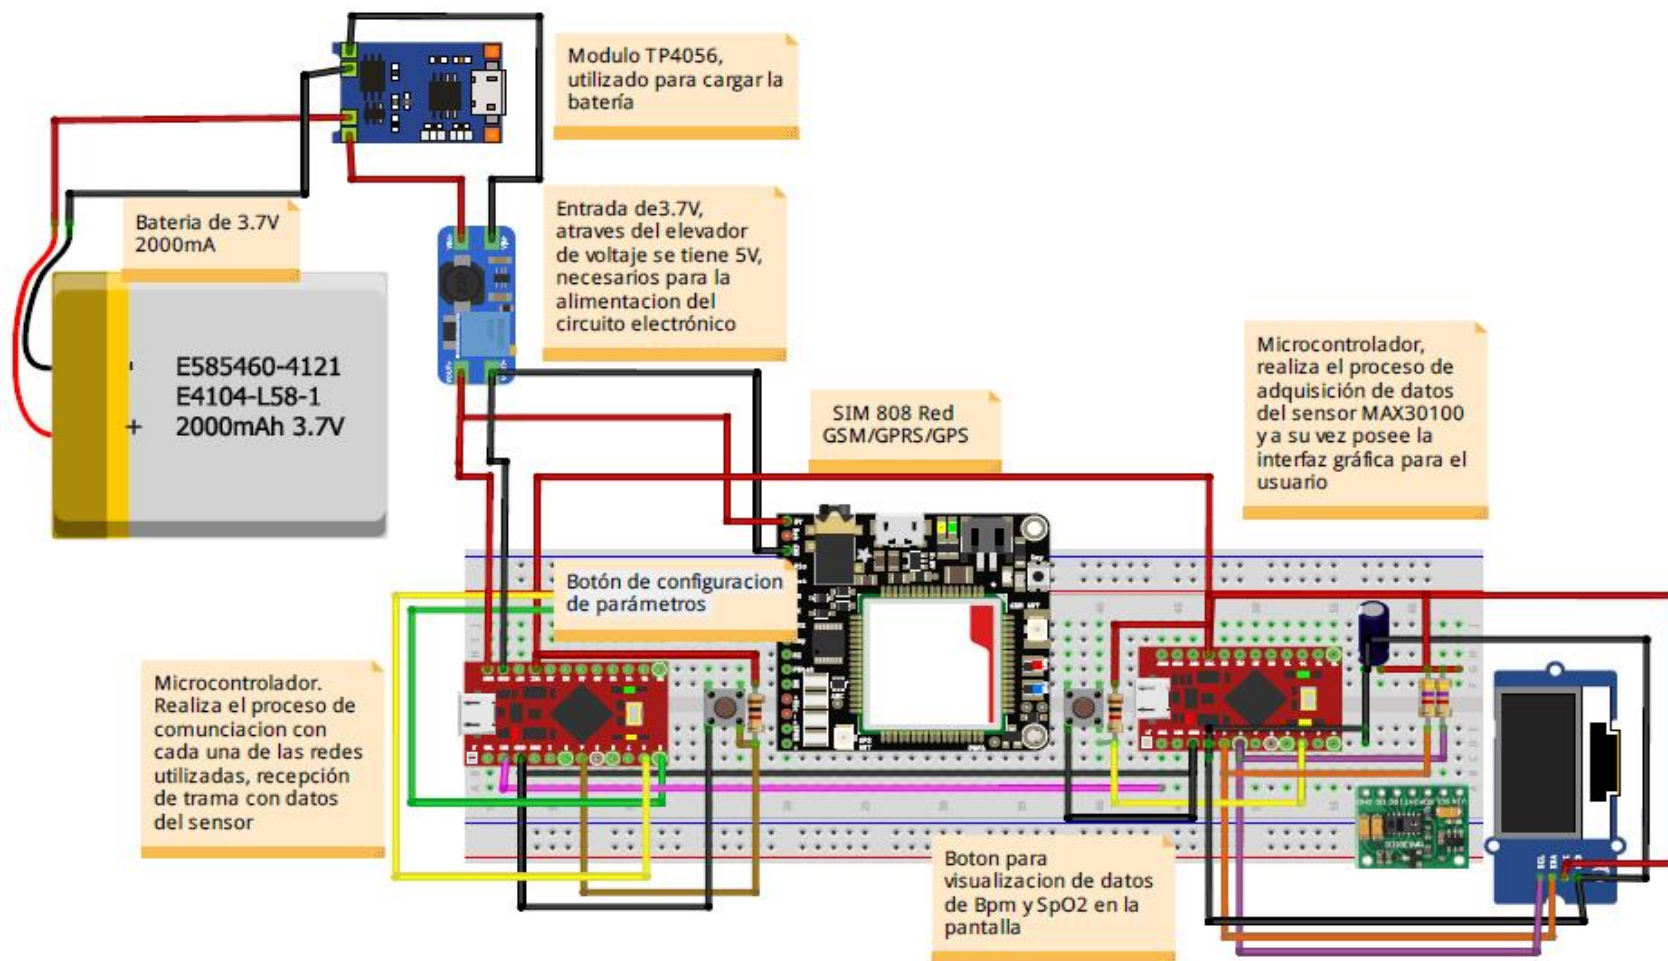 Modulo TP4056,
utilizado para cargar la
batería
Bateria de 3.7V
2000mA
Entrada de3.7V,
atraves del elevador
de voltaje se tiene 5V,
necesarios para la
alimentacion del
circuito electrónico
E585460-4121
E4104-L58-1
2000mAh 3.7V
-
+
SIM 808 Red
GSM/GPRS/GPS
Microcontrolador,
realiza el proceso de
adquisición de datos
del sensor MAX30100
y a su vez posee la
interfaz gráfica para el
usuario
Botón de configuracion
de parámetros
Microcontrolador.
Realiza el proceso de
comunciacion con
cada una de las redes
utilizadas, recepción
de trama con datos
del sensor
Boton para
visualizacion de datos
de Bpm y SpO2 en la
pantalla
SCL
SDA